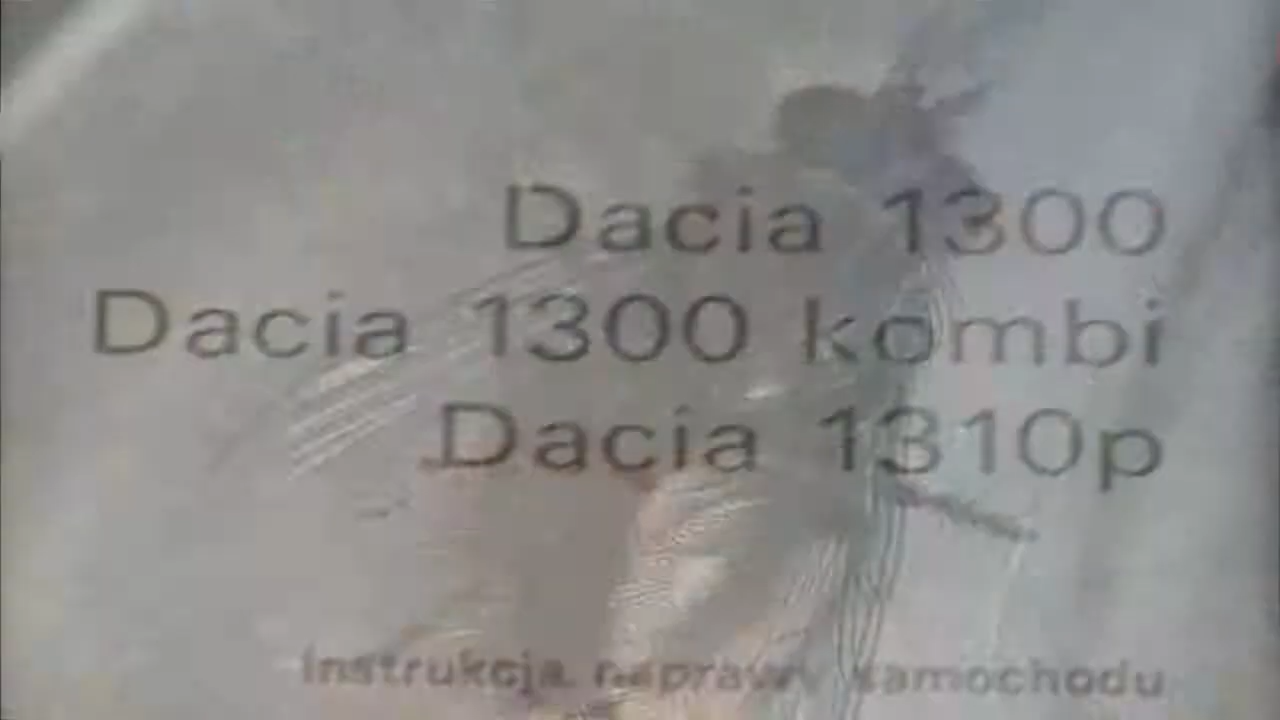 Dacia 1300
Dacia 1300 kombi
Dacia 1310p
instrukcja naprawy samochodu